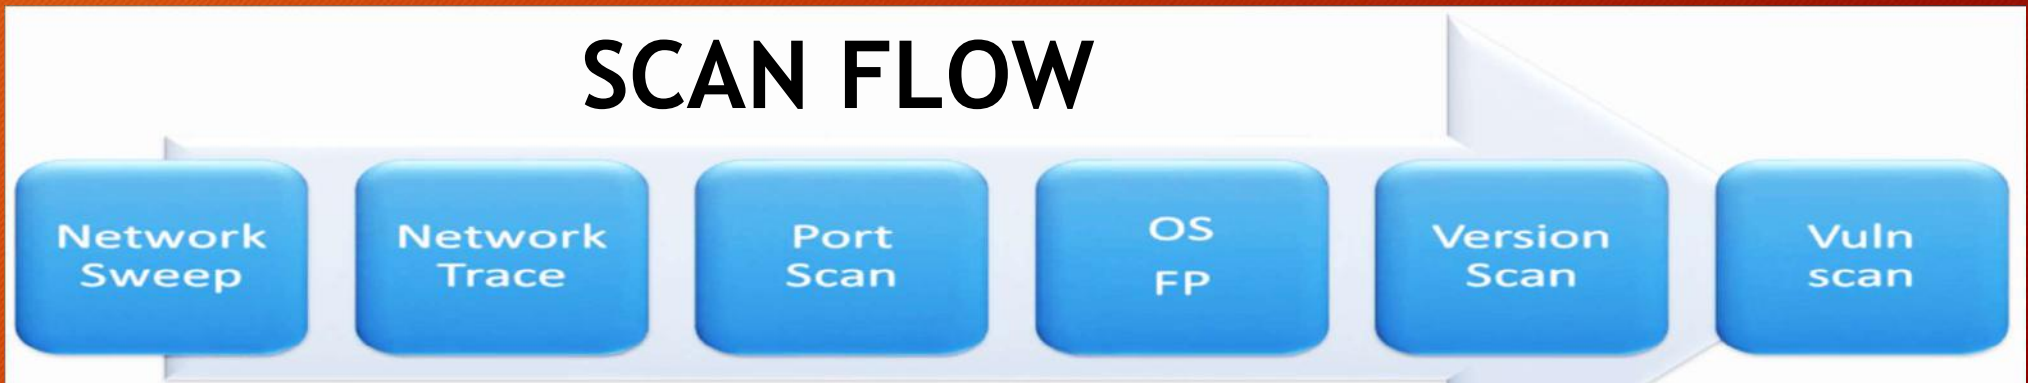 SCAN FLOW
Network
Sweep
Network
Trace
Port
Scan
OS
FP
Version
Scan
Vuln
scan